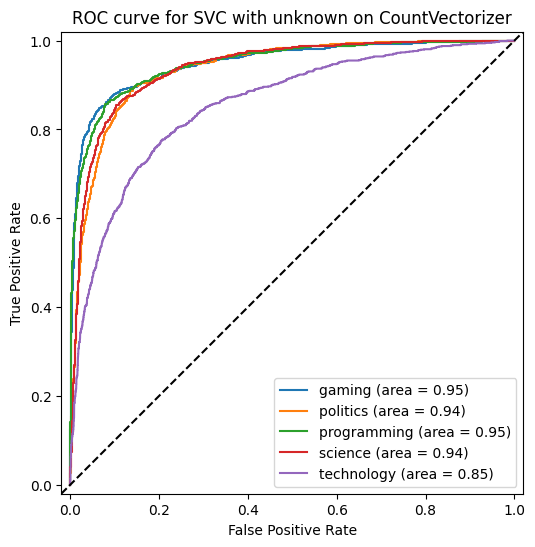 ROC curve for SVC with unknown on CountVectorizer
True Positive Rate
1.0
0.8
0.6
0.4
0.2
0.0
gaming (area = 0.95)
politics (area = 0.94)
programming (area = 0.95)
science (area = 0.94)
technology (area = 0.85)
0.0 0.2 0.4 0.6 0.8 1.0
False Positive Rate